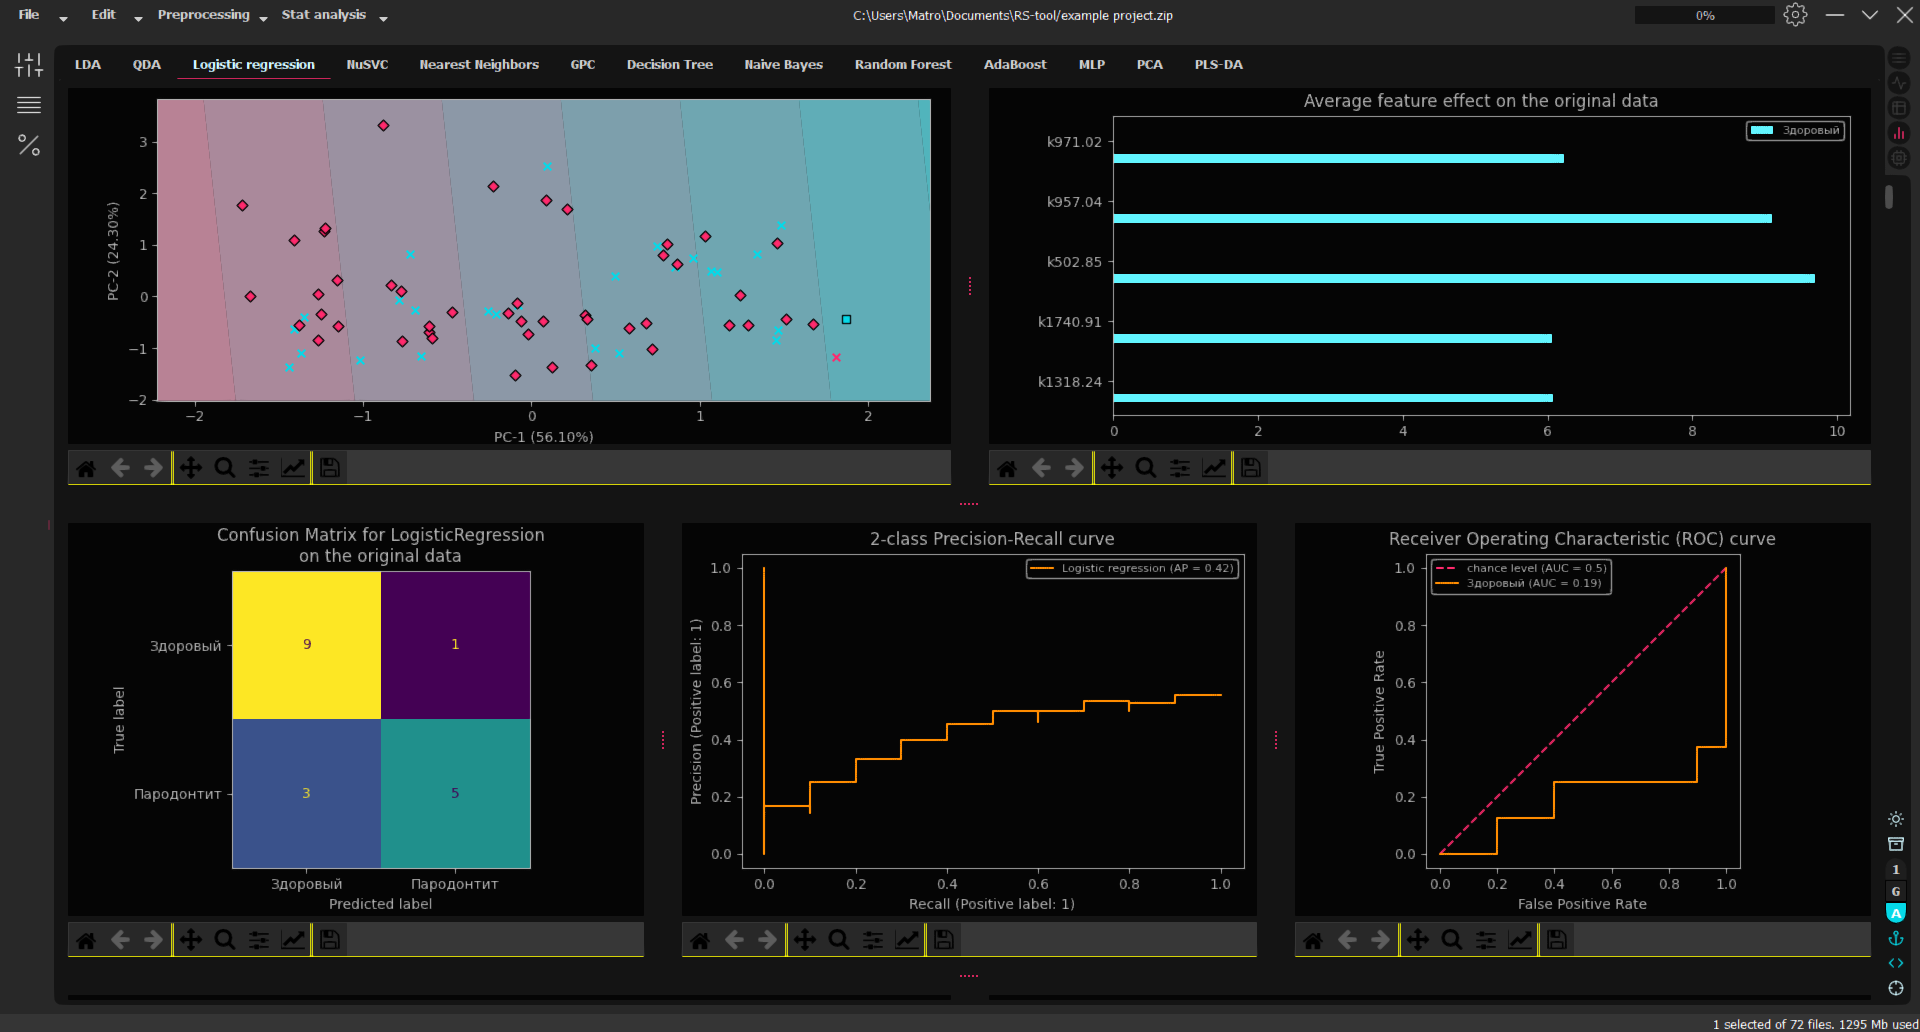 File Edit Preprocessing Stat analysis C:\Users\Matro\Documents\RS-tool/example project.zip 0%
LDA QDA Logistic regression NuSVC Nearest Neighbors GPC Decision Tree Naive Bayes Random Forest AdaBoost MLP PCA PLS-DA
3
2
1
0
−1
−2
PC-2 (24.30%)
−2 −1 0 1 2
PC-1 (56.10%)
Average feature effect on the original data
Здоровый
k971.02
k957.04
k502.85
k1740.91
k1318.24
0 2 4 6 8 10
Confusion Matrix for LogisticRegression
on the original data
Здоровый 9 1
Пародонтит 3 5
True label
Здоровый Пародонтит
Predicted label
2-class Precision-Recall curve
Logistic regression (AP = 0.42)
1.0
0.8
0.6
0.4
0.2
0.0
Precision (Positive label: 1)
0.0 0.2 0.4 0.6 0.8 1.0
Recall (Positive label: 1)
Receiver Operating Characteristic (ROC) curve
chance level (AUC = 0.5)
Здоровый (AUC = 0.19)
1.0
0.8
0.6
0.4
0.2
0.0
True Positive Rate
0.0 0.2 0.4 0.6 0.8 1.0
False Positive Rate
1
G
A
1 selected of 72 files. 1295 Mb used